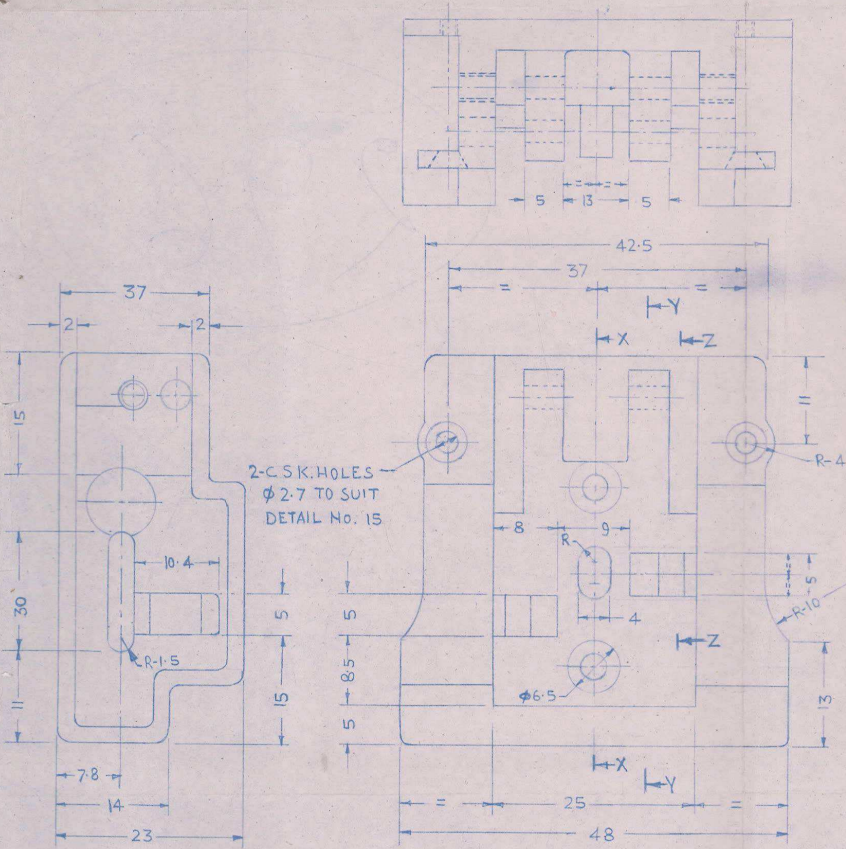 = =
5 13 5
42.5
37
= =
Y
X Z
11
R-4
2-C S K. HOLES
φ 2.7 TO SUIT
DETAIL NO. 15
8 9
R
4
5
R-10
5
8.5
5
Z
φ6.5
13
X
Y
= 25 =
48
37
2 2
15
10.4
30
5
R-1.5
15
11
7.8
14
23